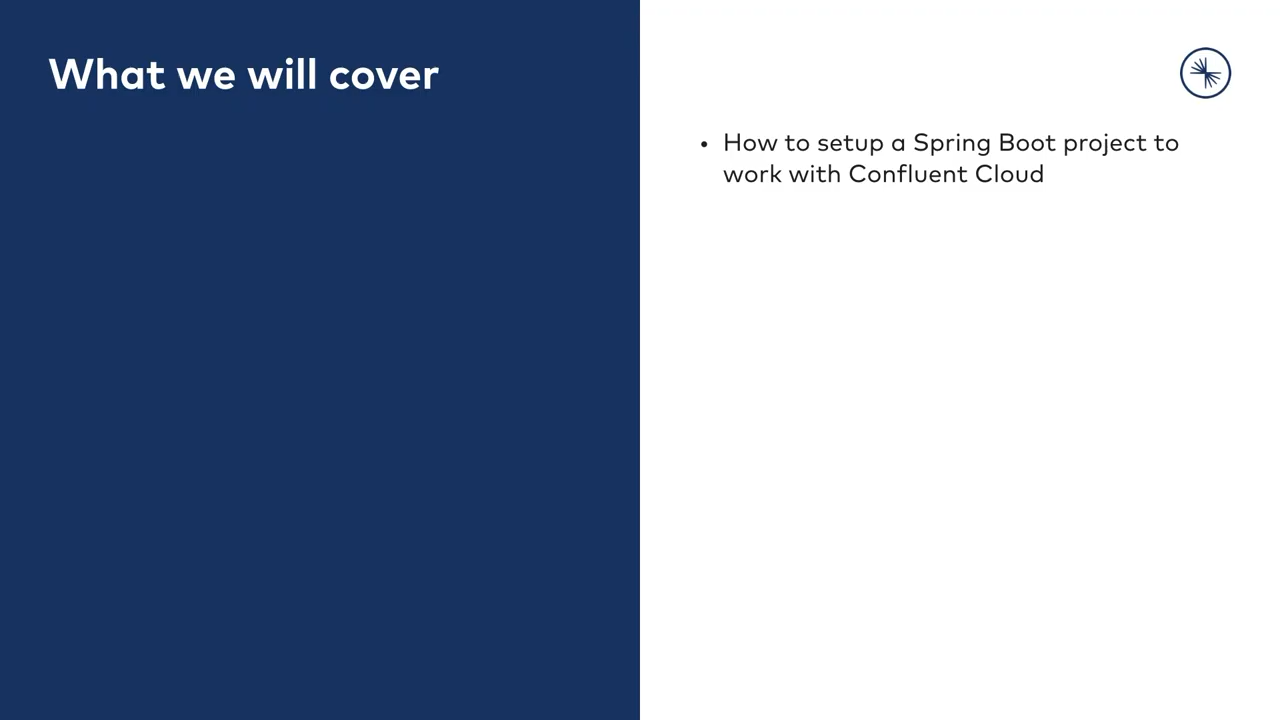 What we will cover
• How to setup a Spring Boot project to
work with Confluent Cloud